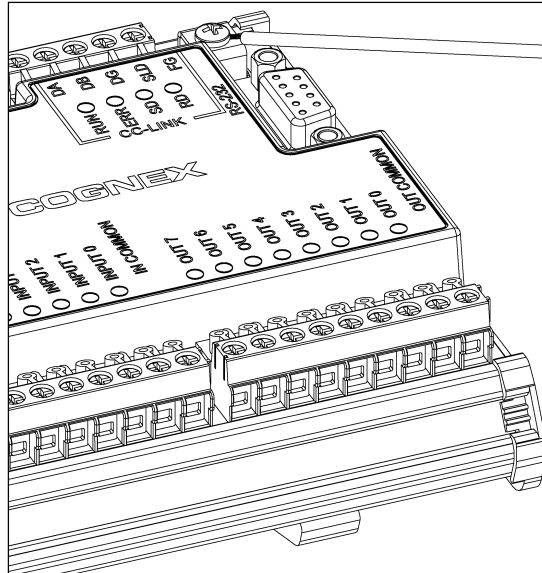 DA
DB
DG
SLD
FG
RUN
ERR
SD
RD
CC-LINK
RS-232
COGNEX
INPUT
INPUT 2
INPUT 1
INPUT 0
IN COMMON
OUT 7
OUT 6
OUT 5
OUT 4
OUT 3
OUT 2
OUT 1
OUT 0
OUT COMMON